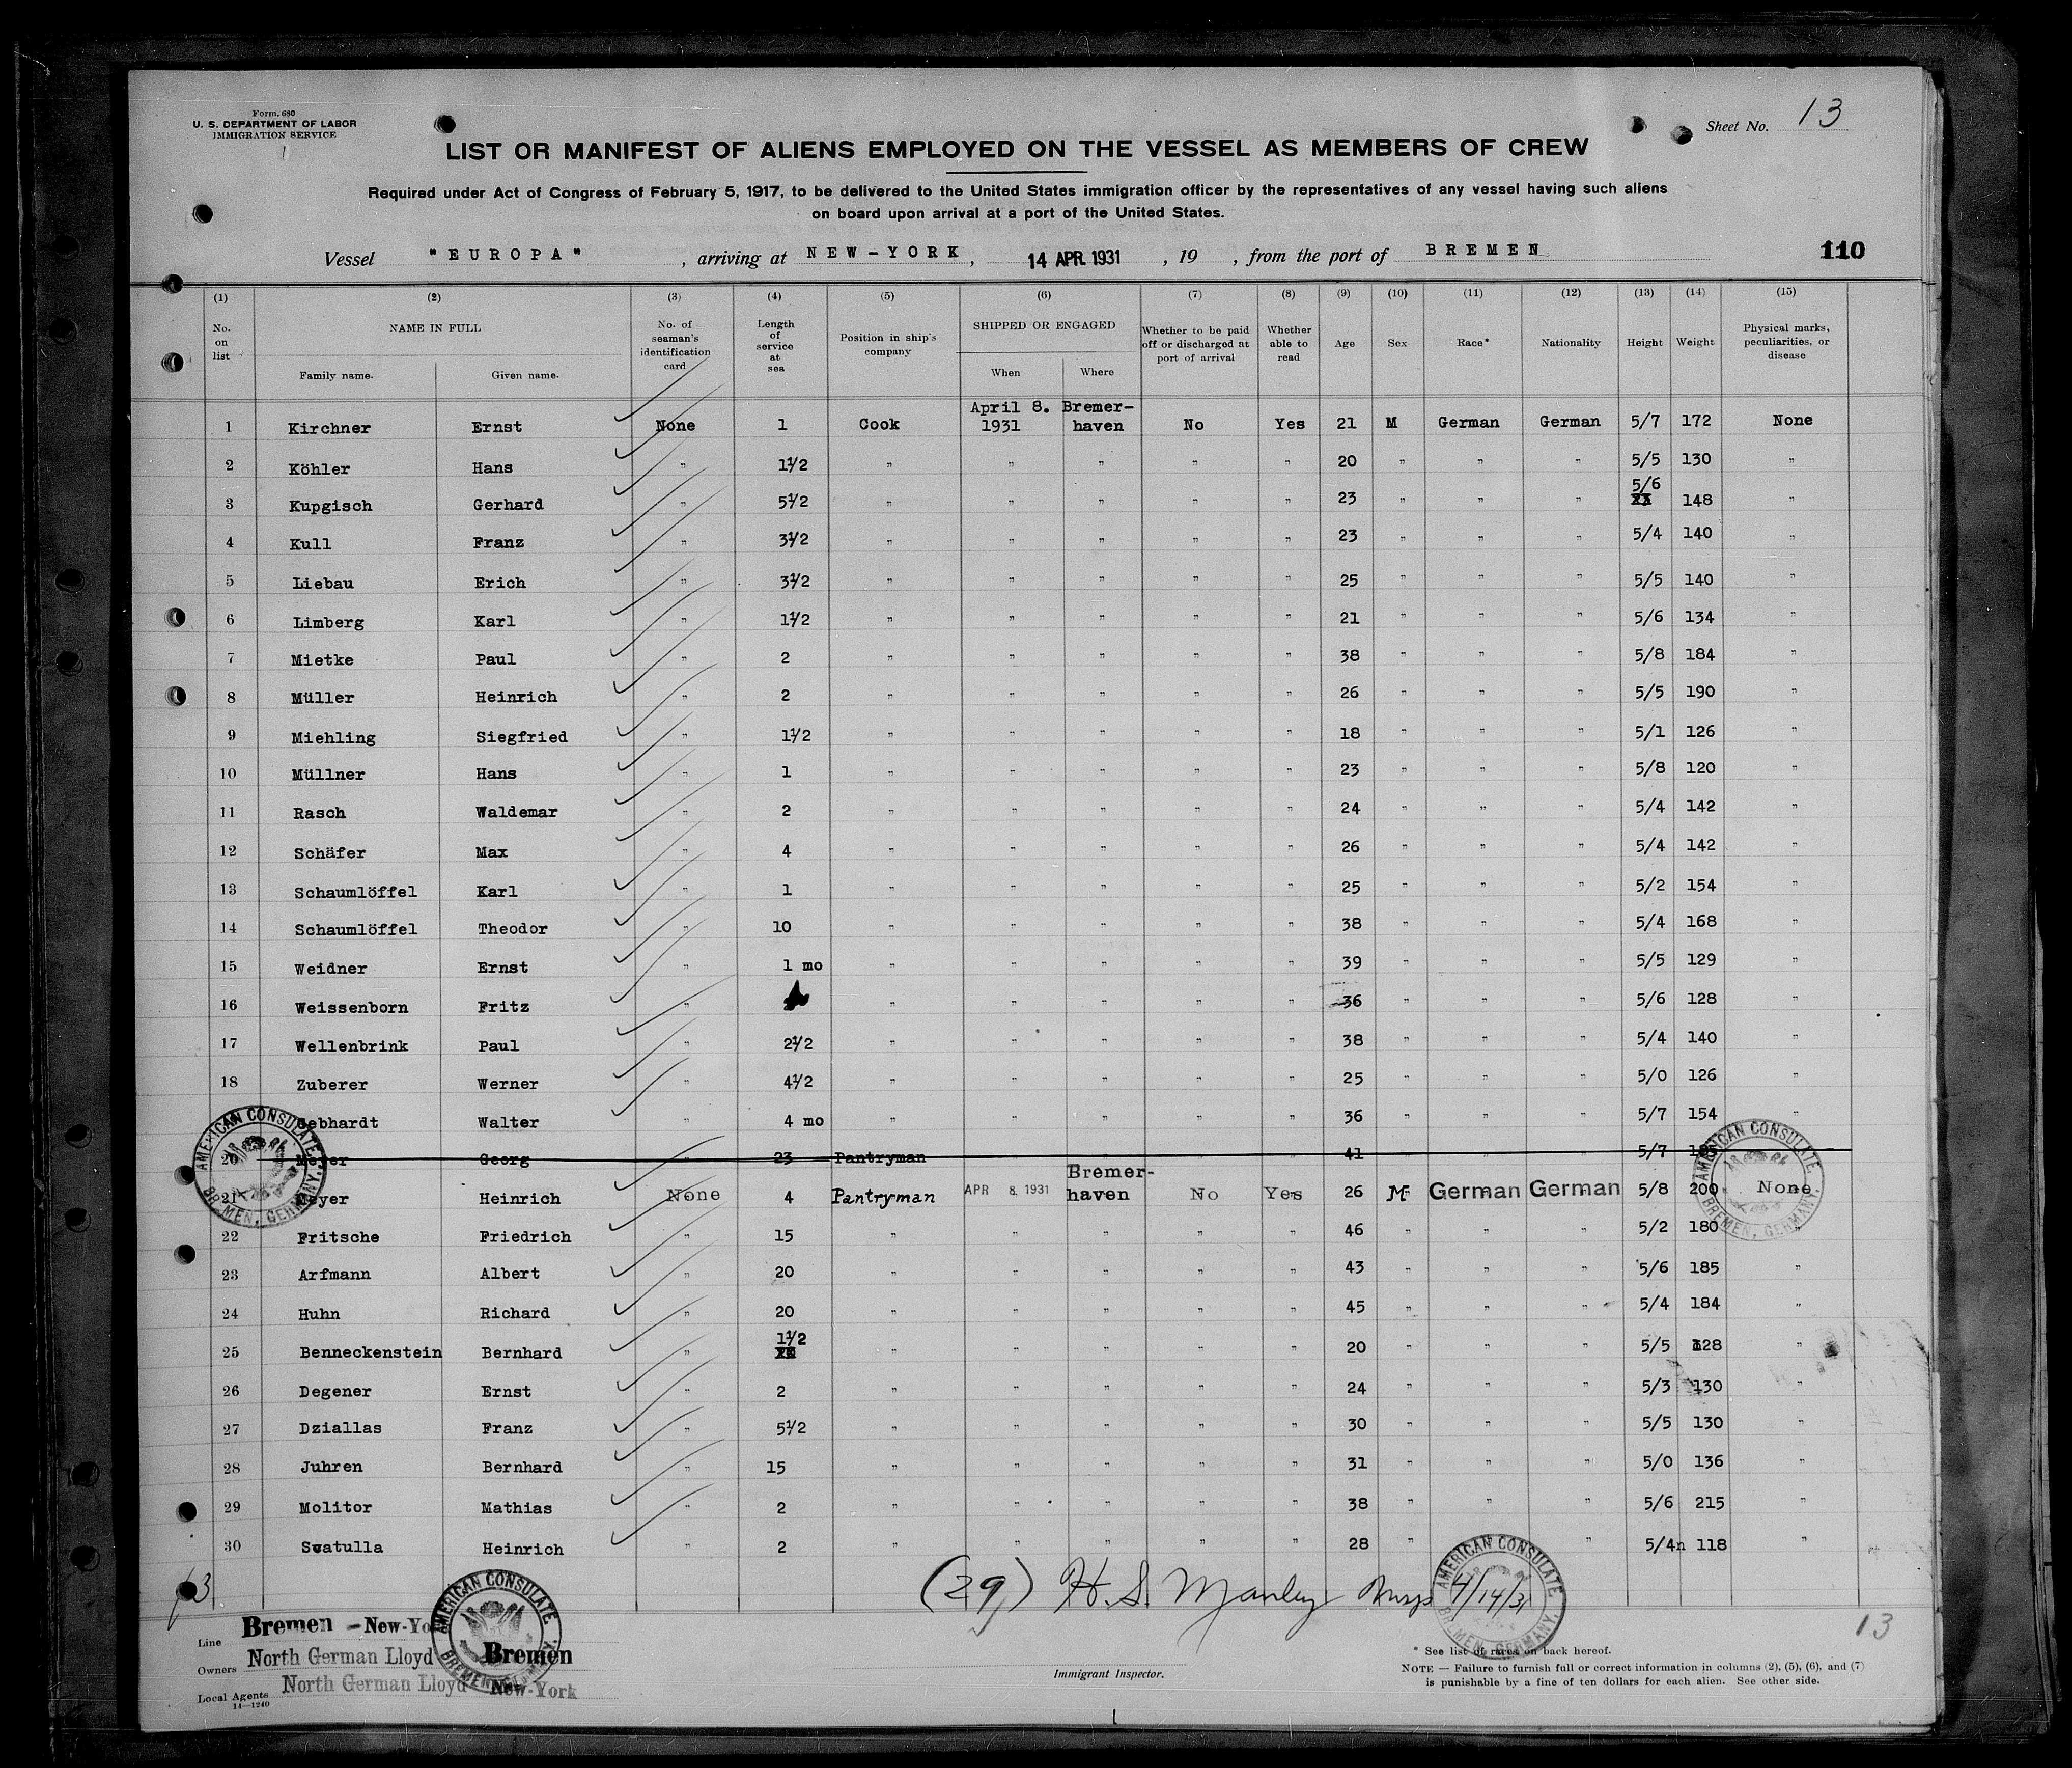 Form. 680
U. S. DEPARTMENT OF LABOR
IMMIGRATION SERVICE
Sheet No. 13
LIST OR MANIFEST OF ALIENS EMPLOYED ON THE VESSEL AS MEMBERS OF CREW
Required under Act of Congress of February 5, 1917, to be delivered to the United States immigration officer by the representatives of any vessel having such aliens
on board upon arrival at a port of the United States.
Vessel "EUROPA", arriving at NEW-YORK, 14 APR. 1931, 19 , from the port of BREMEN 110
(1) (2) (3) (4) (5) (6) (7) (8) (9) (10) (11) (12) (13) (14) (15)
No. on list NAME IN FULL Family name. Given name. No. of seaman's identification card Length of service at sea Position in ship's company SHIPPED OR ENGAGED When Where Whether to be paid off or discharged at port of arrival Whether able to read Age Sex Race* Nationality Height Weight Physical marks, peculiarities, or disease
1 Kirchner Ernst None 1 Cook April 8. 1931 Bremer-haven No Yes 21 M German German 5/7 172 None
2 Köhler Hans " 1½ " " " " " 20 " " " 5/5 130 "
3 Kupgisch Gerhard " 5½ " " " " " 23 " " " 5/6 148 "
4 Kull Franz " 3½ " " " " " 23 " " " 5/4 140 "
5 Liebau Erich " 3½ " " " " " 25 " " " 5/5 140 "
6 Limberg Karl " 1½ " " " " " 21 " " " 5/6 134 "
7 Mietke Paul " 2 " " " " " 38 " " " 5/8 184 "
8 Müller Heinrich " 2 " " " " " 26 " " " 5/5 190 "
9 Miehling Siegfried " 1½ " " " " " 18 " " " 5/1 126 "
10 Müllner Hans " 1 " " " " " 23 " " " 5/8 120 "
11 Rasch Waldemar " 2 " " " " " 24 " " " 5/4 142 "
12 Schäfer Max " 4 " " " " " 26 " " " 5/4 142 "
13 Schaumlöffel Karl " 1 " " " " " 25 " " " 5/2 154 "
14 Schaumlöffel Theodor " 10 " " " " " 38 " " " 5/4 168 "
15 Weidner Ernst " 1 mo " " " " " 39 " " " 5/5 129 "
16 Weissenborn Fritz " " " " " " 36 " " " 5/6 128 "
17 Wellenbrink Paul " 2½ " " " " " 38 " " " 5/4 140 "
18 Zuberer Werner " 4½ " " " " " 25 " " " 5/0 126 "
Gebhardt Walter " 4 mo " " " " " 36 " " " 5/7 154 "
20 Meyer Georg 23 Pantryman 41 5/7
21 Meyer Heinrich None 4 Pantryman APR 8. 1931 Bremer-haven No Yes 26 M German German 5/8 200 None
22 Fritsche Friedrich " 15 " " " " " 46 " " " 5/2 180 "
23 Arfmann Albert " 20 " " " " " 43 " " " 5/6 185 "
24 Huhn Richard " 20 " " " " " 45 " " " 5/4 184 "
25 Benneckenstein Bernhard " 1½ " " " " " 20 " " " 5/5 128 "
26 Degener Ernst " 2 " " " " " 24 " " " 5/3 130 "
27 Dziallas Franz " 5½ " " " " " 30 " " " 5/5 130 "
28 Juhren Bernhard " 15 " " " " " 31 " " " 5/0 136 "
29 Molitor Mathias " 2 " " " " " 38 " " " 5/6 215 "
30 Swatulla Heinrich " 2 " " " " " 28 " " " 5/4n 118 "
AMERICAN CONSULATE BREMEN, GERMANY.
AMERICAN CONSULATE BREMEN, GERMANY.
(29) H. S. Manley Insp 4/14/31
AMERICAN CONSULATE BREMEN, GERMANY.
AMERICAN CONSULATE BREMEN, GERMANY.
13
Line Bremen - New-Yo
Owners North German Lloyd Bremen
Local Agents North German Lloyd New-York
14—1240
Immigrant Inspector.
* See list of races on back hereof.
NOTE — Failure to furnish full or correct information in columns (2), (5), (6), and (7)
is punishable by a fine of ten dollars for each alien. See other side.